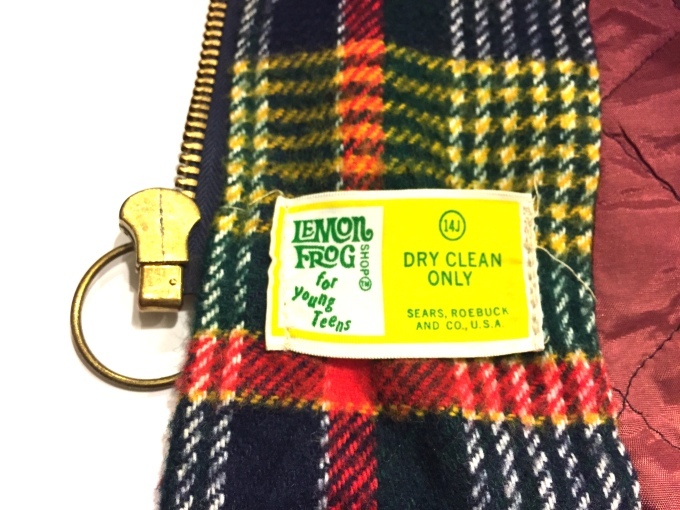 LEMON
FROG
SHOP
for
young
Teens
14J
DRY CLEAN
ONLY
SEARS, ROEBUCK
AND CO., U.S.A.